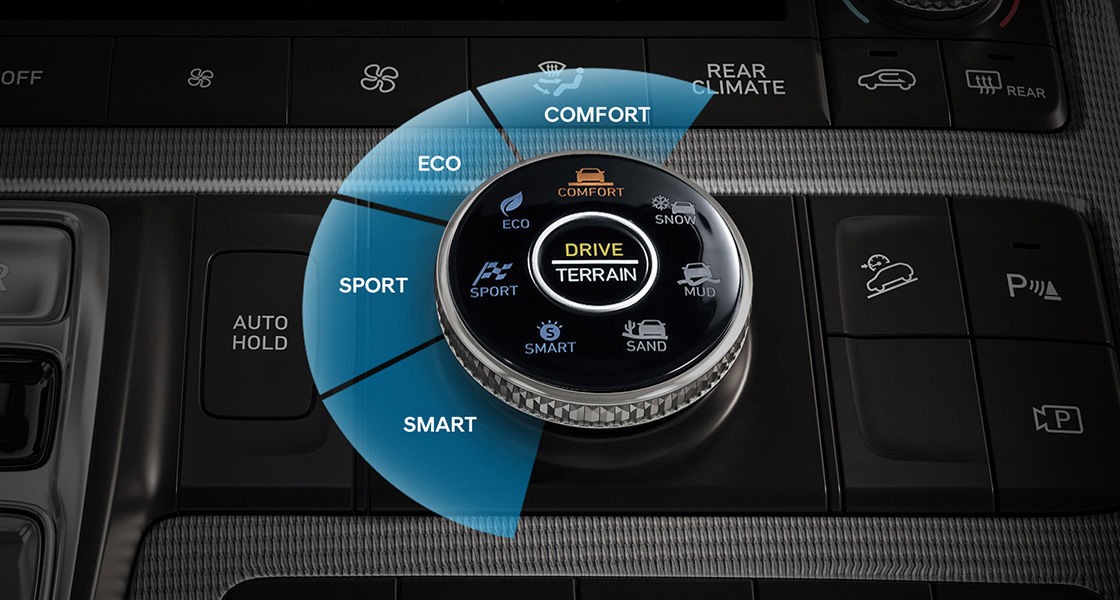 OFF
REAR
CLIMATE
REAR
COMFORT
ECO
SPORT
SMART
COMFORT
ECO
SNOW
DRIVE
TERRAIN
SPORT
MUD
S
SMART
SAND
AUTO
HOLD
R
P
P